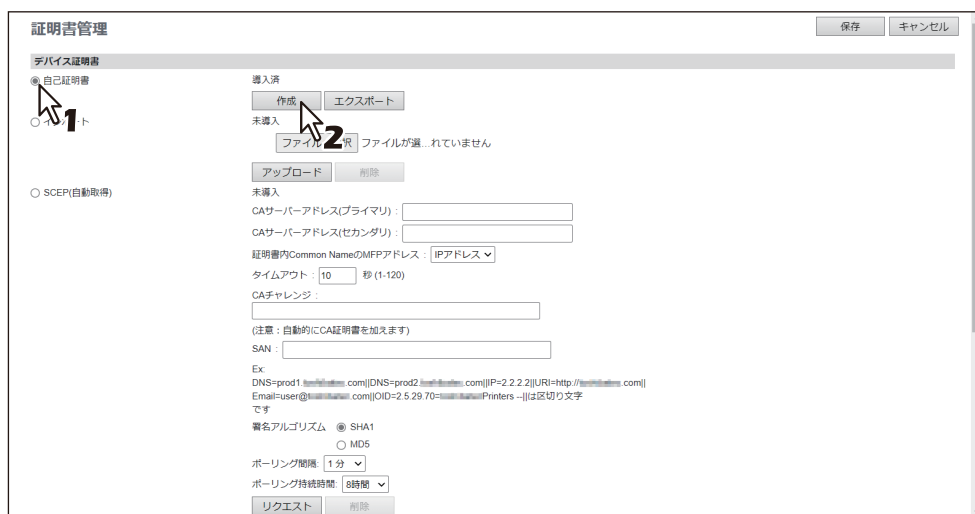 証明書管理
保存 キャンセル
デバイス証明書
自己証明書 導入済
作成 エクスポート
1
2
未導入
ファイル 択 ファイルが選...れていません
アップロード 削除
SCEP(自動取得) 未導入
CAサーバーアドレス(プライマリ) :
CAサーバーアドレス(セカンダリ) :
証明書内Common NameのMFPアドレス : IPアドレス
タイムアウト : 10 秒 (1-120)
CAチャレンジ :
(注意：自動的にCA証明書を加えます)
SAN :
Ex:
DNS=prod1. .com||DNS=prod2. .com||IP=2.2.2.2||URI=http:// .com||
Email=user@ .com||OID=2.5.29.70= Printers --||は区切り文字
です
署名アルゴリズム SHA1
MD5
ポーリング間隔: 1 分
ポーリング持続時間: 8時間
リクエスト 削除